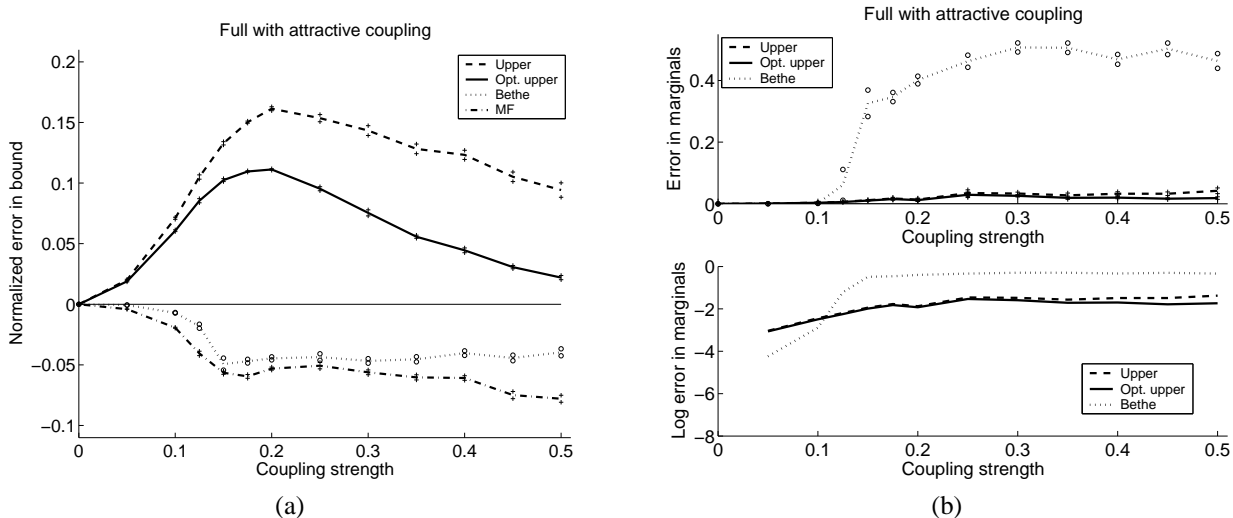 Full with attractive coupling
0.2
0.15
0.1
0.05
0
−0.05
−0.1
Normalized error in bound
Upper
Opt. upper
Bethe
MF
0
0.1
0.2
0.3
0.4
0.5
Coupling strength
(a)
Full with attractive coupling
0.4
0.2
0
Error in marginals
Upper
Opt. upper
Bethe
0
0.1
0.2
0.3
0.4
0.5
Coupling strength
0
−2
−4
−6
−8
Log error in marginals
Upper
Opt. upper
Bethe
0
0.1
0.2
0.3
0.4
0.5
Coupling strength
(b)